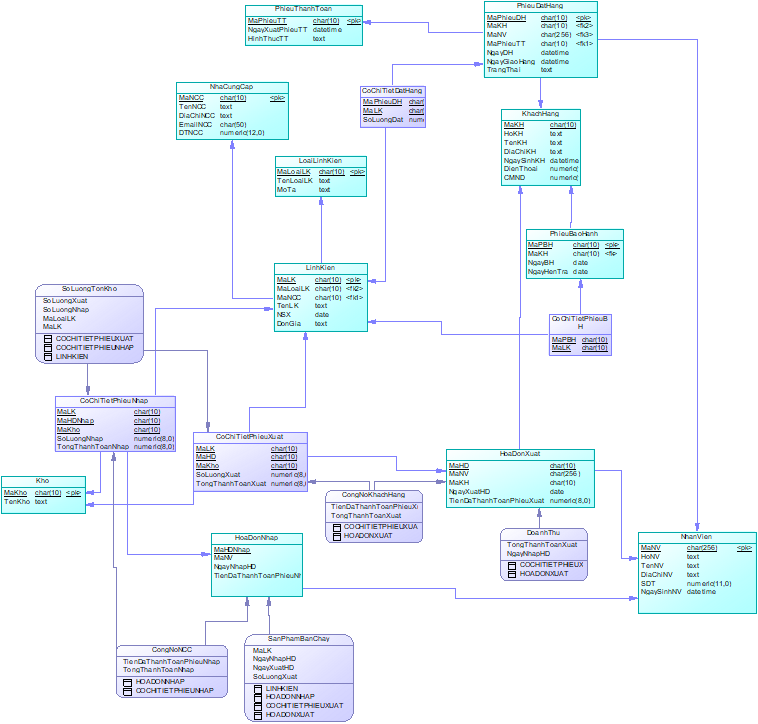 PhieuThanhToan
MaPhieuTT char(10) <pk>
NgayXuatPhieuTT datetime
HinhThucTT text
PhieuDatHang
MaPhieuDH char(10) <pk>
MaKH char(10) <fk2>
MaNV char(256) <fk3>
MaPhieuTT char(10) <fk1>
NgayDH datetime
NgayGiaoHang datetime
TrangThai text
NhaCungCap
MaNCC char(10) <pk>
TenNCC text
DiaChiNCC text
EmailNCC char(50)
DTNCC numeric(12,0)
CoChiTietDatHang
MaPhieuDH char(
MaLK char(
SoLuongDat num
KhachHang
MaKH char(10)
HoKH text
TenKH text
DiaChiKH text
NgaySinhKH datetime
DienThoai numeric(
CMND numeric(
LoaiLinhKien
MaLoaiLK char(10) <pk>
TenLoaiLK text
MoTa text
PhieuBaoHanh
MaPBH char(10) <pk>
MaKH char(10) <fk>
NgayBH date
NgayHenTra date
LinhKien
MaLK char(10) <pk>
MaLoaiLK char(10) <fk2>
MaNCC char(10) <fk1>
TenLK text
NSX date
DonGia text
SoLuongTonKho
SoLuongXuat
SoLuongNhap
MaLoaiLK
MaLK
COCHITIETPHIEUXUAT
COCHITIETPHIEUNHAP
LINHKIEN
CoChiTietPhieuB
H
MaPBH char(10)
MaLK char(10)
CoChiTietPhieuNhap
MaLK char(10)
MaHDNhap char(10)
MaKho char(10)
SoLuongNhap numeric(8,0)
TongThanhToanNhap numeric(8,0)
CoChiTietPhieuXuat
MaLK char(10)
MaHD char(10)
MaKho char(10)
SoLuongXuat numeric(8,
TongThanhToanXuat numeric(8,
HoaDonXuat
MaHD char(10)
MaNV char(256)
MaKH char(10)
NgayXuatHD date
TienDaThanhToanPhieuXuat numeric(8,0)
Kho
MaKho char(10) <pk>
TenKho text
CongNoKhachHang
TienDaThanhToanPhieuX
TongThanhToanXuat
COCHITIETPHIEUXUA
HOADONXUAT
DoanhThu
TongThanhToanXuat
NgayNhapHD
COCHITIETPHIEUX
HOADONXUAT
HoaDonNhap
MaHDNhap
MaNV
NgayNhapHD
TienDaThanhToanPhieuNh
NhanVien
MaNV char(256) <pk>
HoNV text
TenNV text
DiaChiNV text
SDT numeric(11,0)
NgaySinhNV datetime
CongNoNCC
TienDaThanhToanPhieuNhap
TongThanhToanNhap
HOADONNHAP
COCHITIETPHIEUNHAP
SanPhamBanChay
MaLK
NgayNhapHD
NgayXuatHD
SoLuongXuat
LINHKIEN
HOADONNHAP
COCHITIETPHIEUXUAT
HOADONXUAT